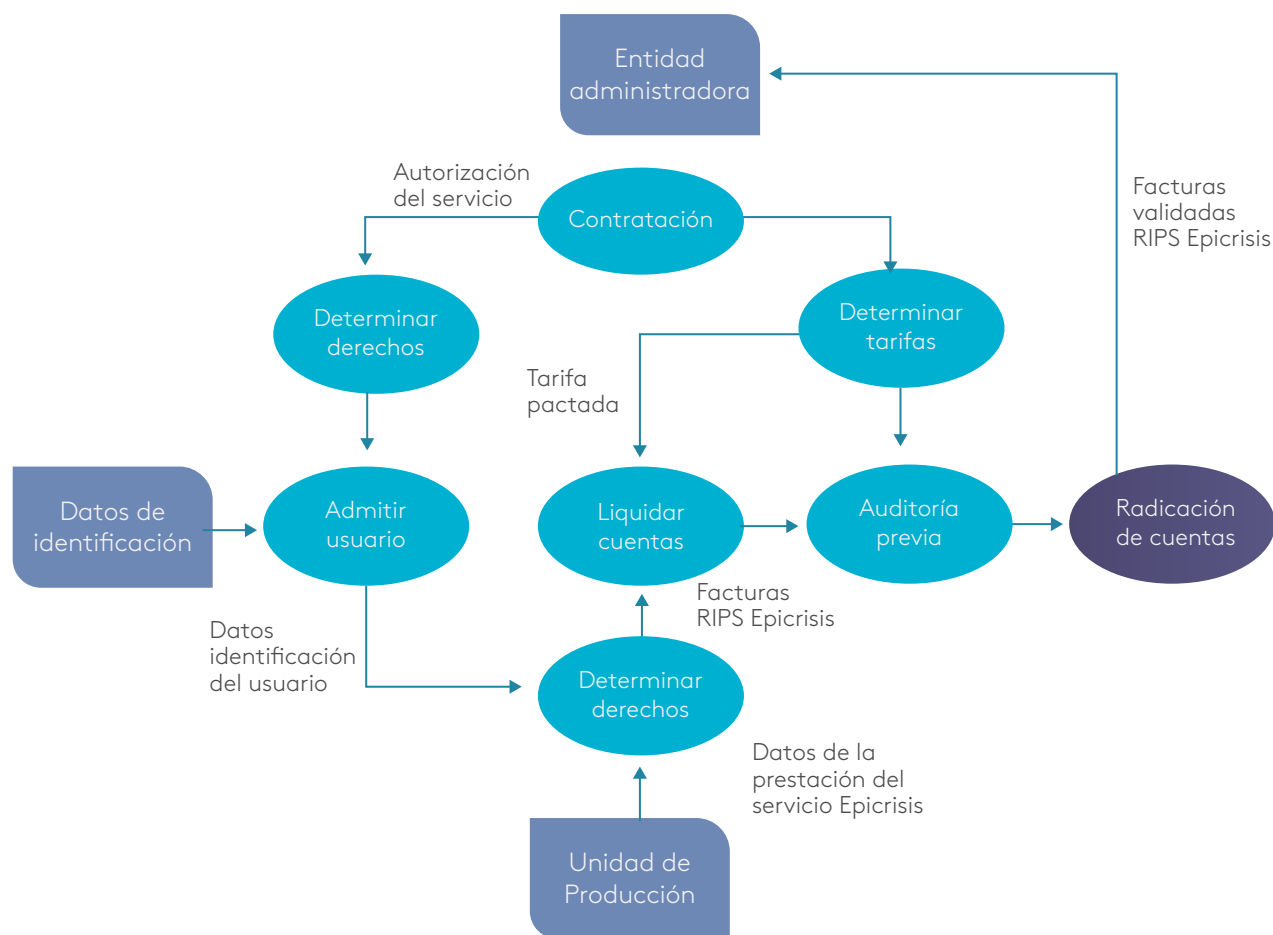 Entidad
administradora
Autorización
del servicio
Contratación
Facturas
validadas
RIPS Epicrisis
Determinar
derechos
Determinar
tarifas
Tarifa
pactada
Datos de
identificación
Admitir
usuario
Liquidar
cuentas
Auditoría
previa
Radicación
de cuentas
Facturas
RIPS Epicrisis
Datos
identificación
del usuario
Determinar
derechos
Datos de la
prestación del
servicio Epicrisis
Unidad de
Producción